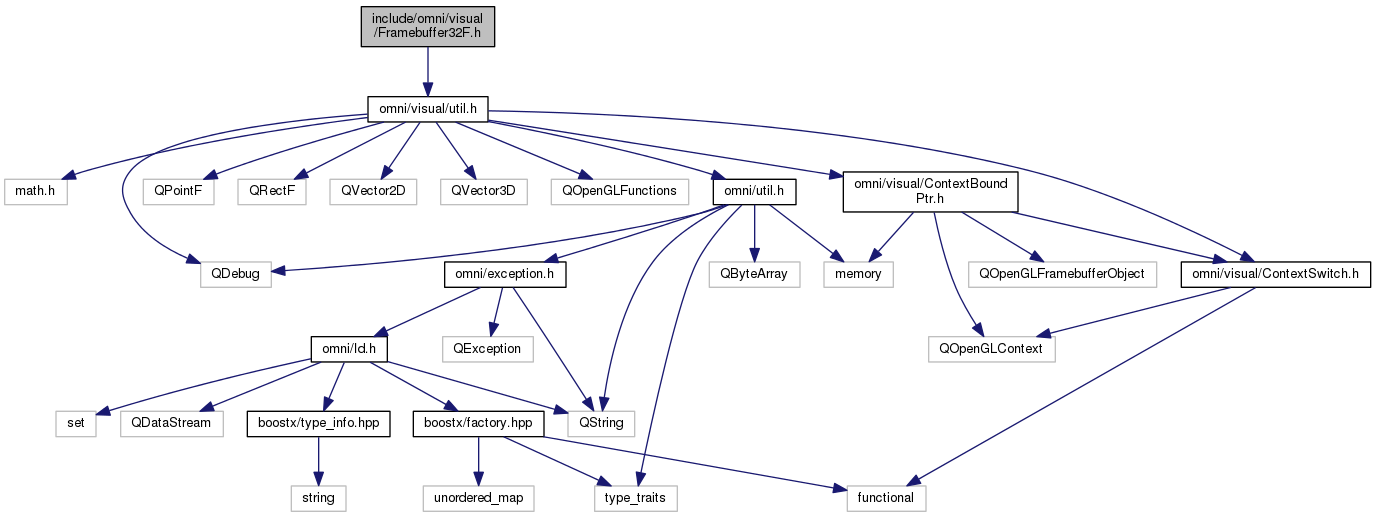 include/omni/visual
/Framebuffer32F.h
omni/visual/util.h
math.h
QPointF
QRectF
QVector2D
QVector3D
QOpenGLFunctions
omni/util.h
omni/visual/ContextBound
Ptr.h
QDebug
omni/exception.h
QByteArray
memory
QOpenGLFramebufferObject
omni/visual/ContextSwitch.h
omni/Id.h
QException
QOpenGLContext
set
QDataStream
boostx/type_info.hpp
boostx/factory.hpp
QString
string
unordered_map
type_traits
functional